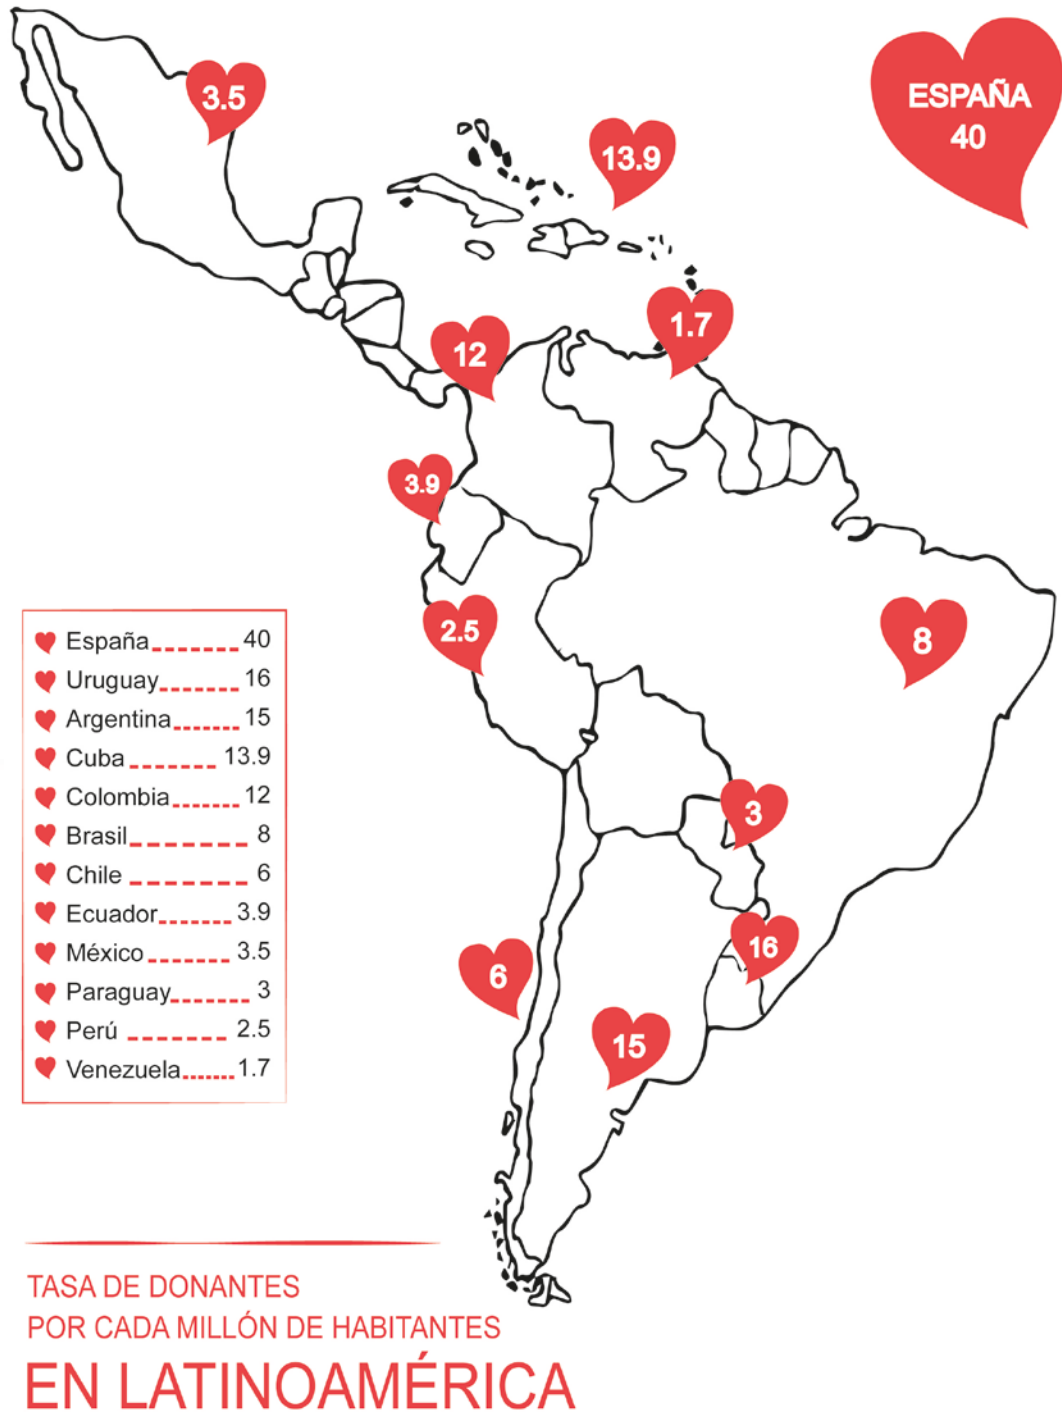 3.5
13.9
ESPAÑA
40
1.7
12
3.9
2.5
8
3
16
6
15
España 40
Uruguay 16
Argentina 15
Cuba 13.9
Colombia 12
Brasil 8
Chile 6
Ecuador 3.9
México 3.5
Paraguay 3
Perú 2.5
Venezuela 1.7
TASA DE DONANTES
POR CADA MILLÓN DE HABITANTES
EN LATINOAMÉRICA